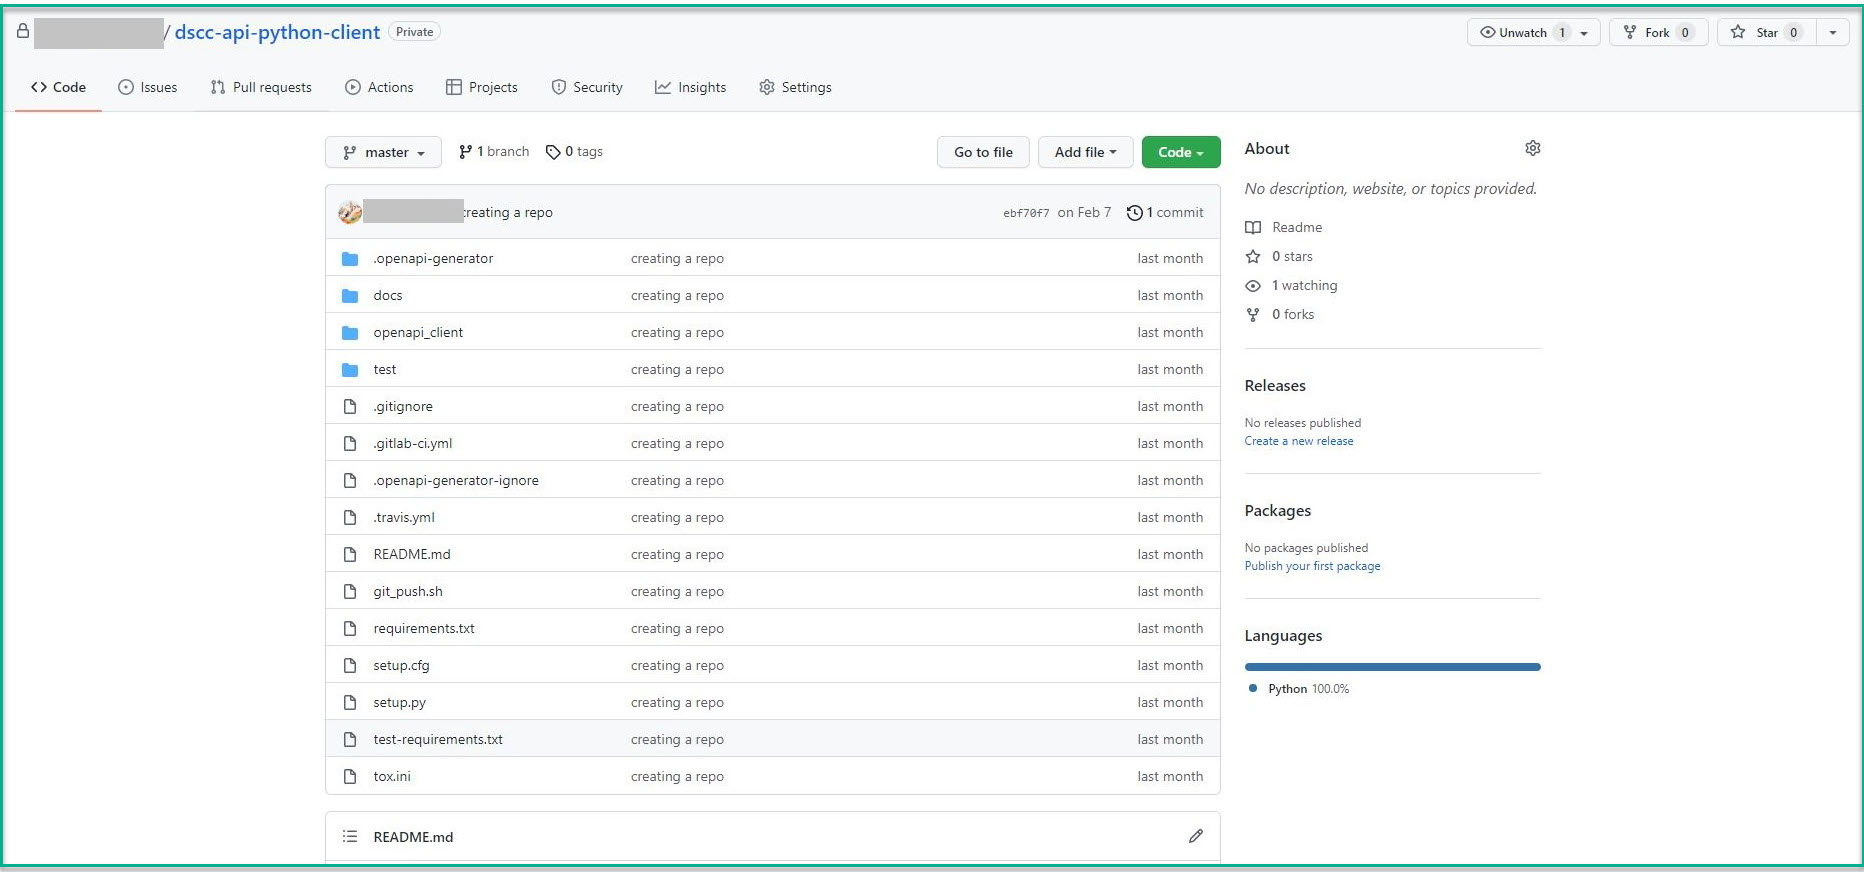 / dscc-api-python-client Private
Unwatch 1 Fork 0 Star 0
Code Issues Pull requests Actions Projects Security Insights Settings
master 1 branch 0 tags Go to file Add file Code
creating a repo ebf70f7 on Feb 7 1 commit
.openapi-generator creating a repo last month
docs creating a repo last month
openapi_client creating a repo last month
test creating a repo last month
.gitignore creating a repo last month
.gitlab-ci.yml creating a repo last month
.openapi-generator-ignore creating a repo last month
.travis.yml creating a repo last month
README.md creating a repo last month
git_push.sh creating a repo last month
requirements.txt creating a repo last month
setup.cfg creating a repo last month
setup.py creating a repo last month
test-requirements.txt creating a repo last month
tox.ini creating a repo last month
README.md
About
No description, website, or topics provided.
Readme
0 stars
1 watching
0 forks
Releases
No releases published
Create a new release
Packages
No packages published
Publish your first package
Languages
Python 100.0%